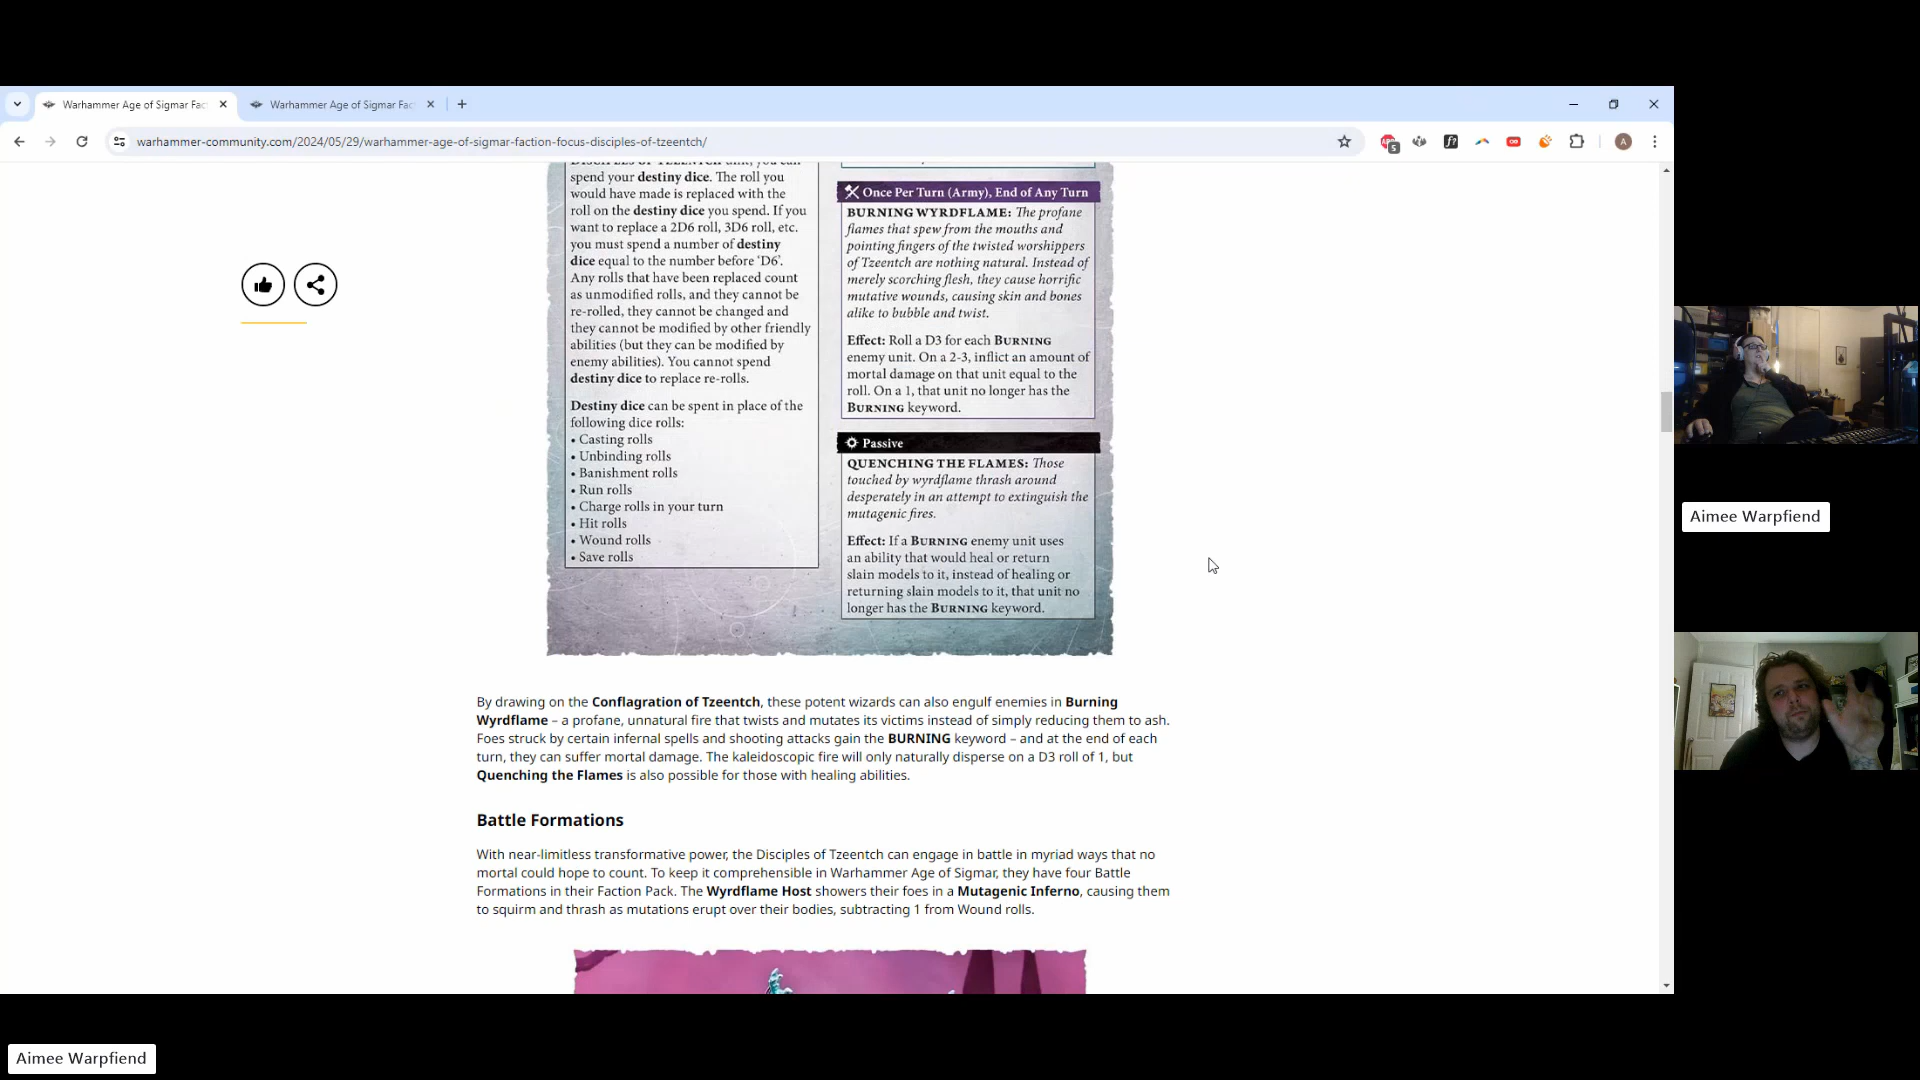 Warhammer Age of Sigmar Fac
Warhammer Age of Sigmar Fac
warhammer-community.com/2024/05/29/warhammer-age-of-sigmar-faction-focus-disciples-of-tzeentch/
5
A
DISCIPLES OF TZEENTCH unit, you can
spend your destiny dice. The roll you
would have made is replaced with the
roll on the destiny dice you spend. If you
want to replace a 2D6 roll, 3D6 roll, etc.
you must spend a number of destiny
dice equal to the number before ‘D6’.
Any rolls that have been replaced count
as unmodified rolls, and they cannot be
re-rolled, they cannot be changed and
they cannot be modified by other friendly
abilities (but they can be modified by
enemy abilities). You cannot spend
destiny dice to replace re-rolls.
Destiny dice can be spent in place of the
following dice rolls:
• Casting rolls
• Unbinding rolls
• Banishment rolls
• Run rolls
• Charge rolls in your turn
• Hit rolls
• Wound rolls
• Save rolls
Once Per Turn (Army), End of Any Turn
BURNING WYRDFLAME: The profane
flames that spew from the mouths and
pointing fingers of the twisted worshippers
of Tzeentch are nothing natural. Instead of
merely scorching flesh, they cause horrific
mutative wounds, causing skin and bones
alike to bubble and twist.
Effect: Roll a D3 for each BURNING
enemy unit. On a 2-3, inflict an amount of
mortal damage on that unit equal to the
roll. On a 1, that unit no longer has the
BURNING keyword.
Passive
QUENCHING THE FLAMES: Those
touched by wyrdflame thrash around
desperately in an attempt to extinguish the
mutagenic fires.
Effect: If a BURNING enemy unit uses
an ability that would heal or return
slain models to it, instead of healing or
returning slain models to it, that unit no
longer has the BURNING keyword.
By drawing on the Conflagration of Tzeentch, these potent wizards can also engulf enemies in Burning
Wyrdflame – a profane, unnatural fire that twists and mutates its victims instead of simply reducing them to ash.
Foes struck by certain infernal spells and shooting attacks gain the BURNING keyword – and at the end of each
turn, they can suffer mortal damage. The kaleidoscopic fire will only naturally disperse on a D3 roll of 1, but
Quenching the Flames is also possible for those with healing abilities.
Battle Formations
With near-limitless transformative power, the Disciples of Tzeentch can engage in battle in myriad ways that no
mortal could hope to count. To keep it comprehensible in Warhammer Age of Sigmar, they have four Battle
Formations in their Faction Pack. The Wyrdflame Host showers their foes in a Mutagenic Inferno, causing them
to squirm and thrash as mutations erupt over their bodies, subtracting 1 from Wound rolls.
Aimee Warpfiend
Aimee Warpfiend